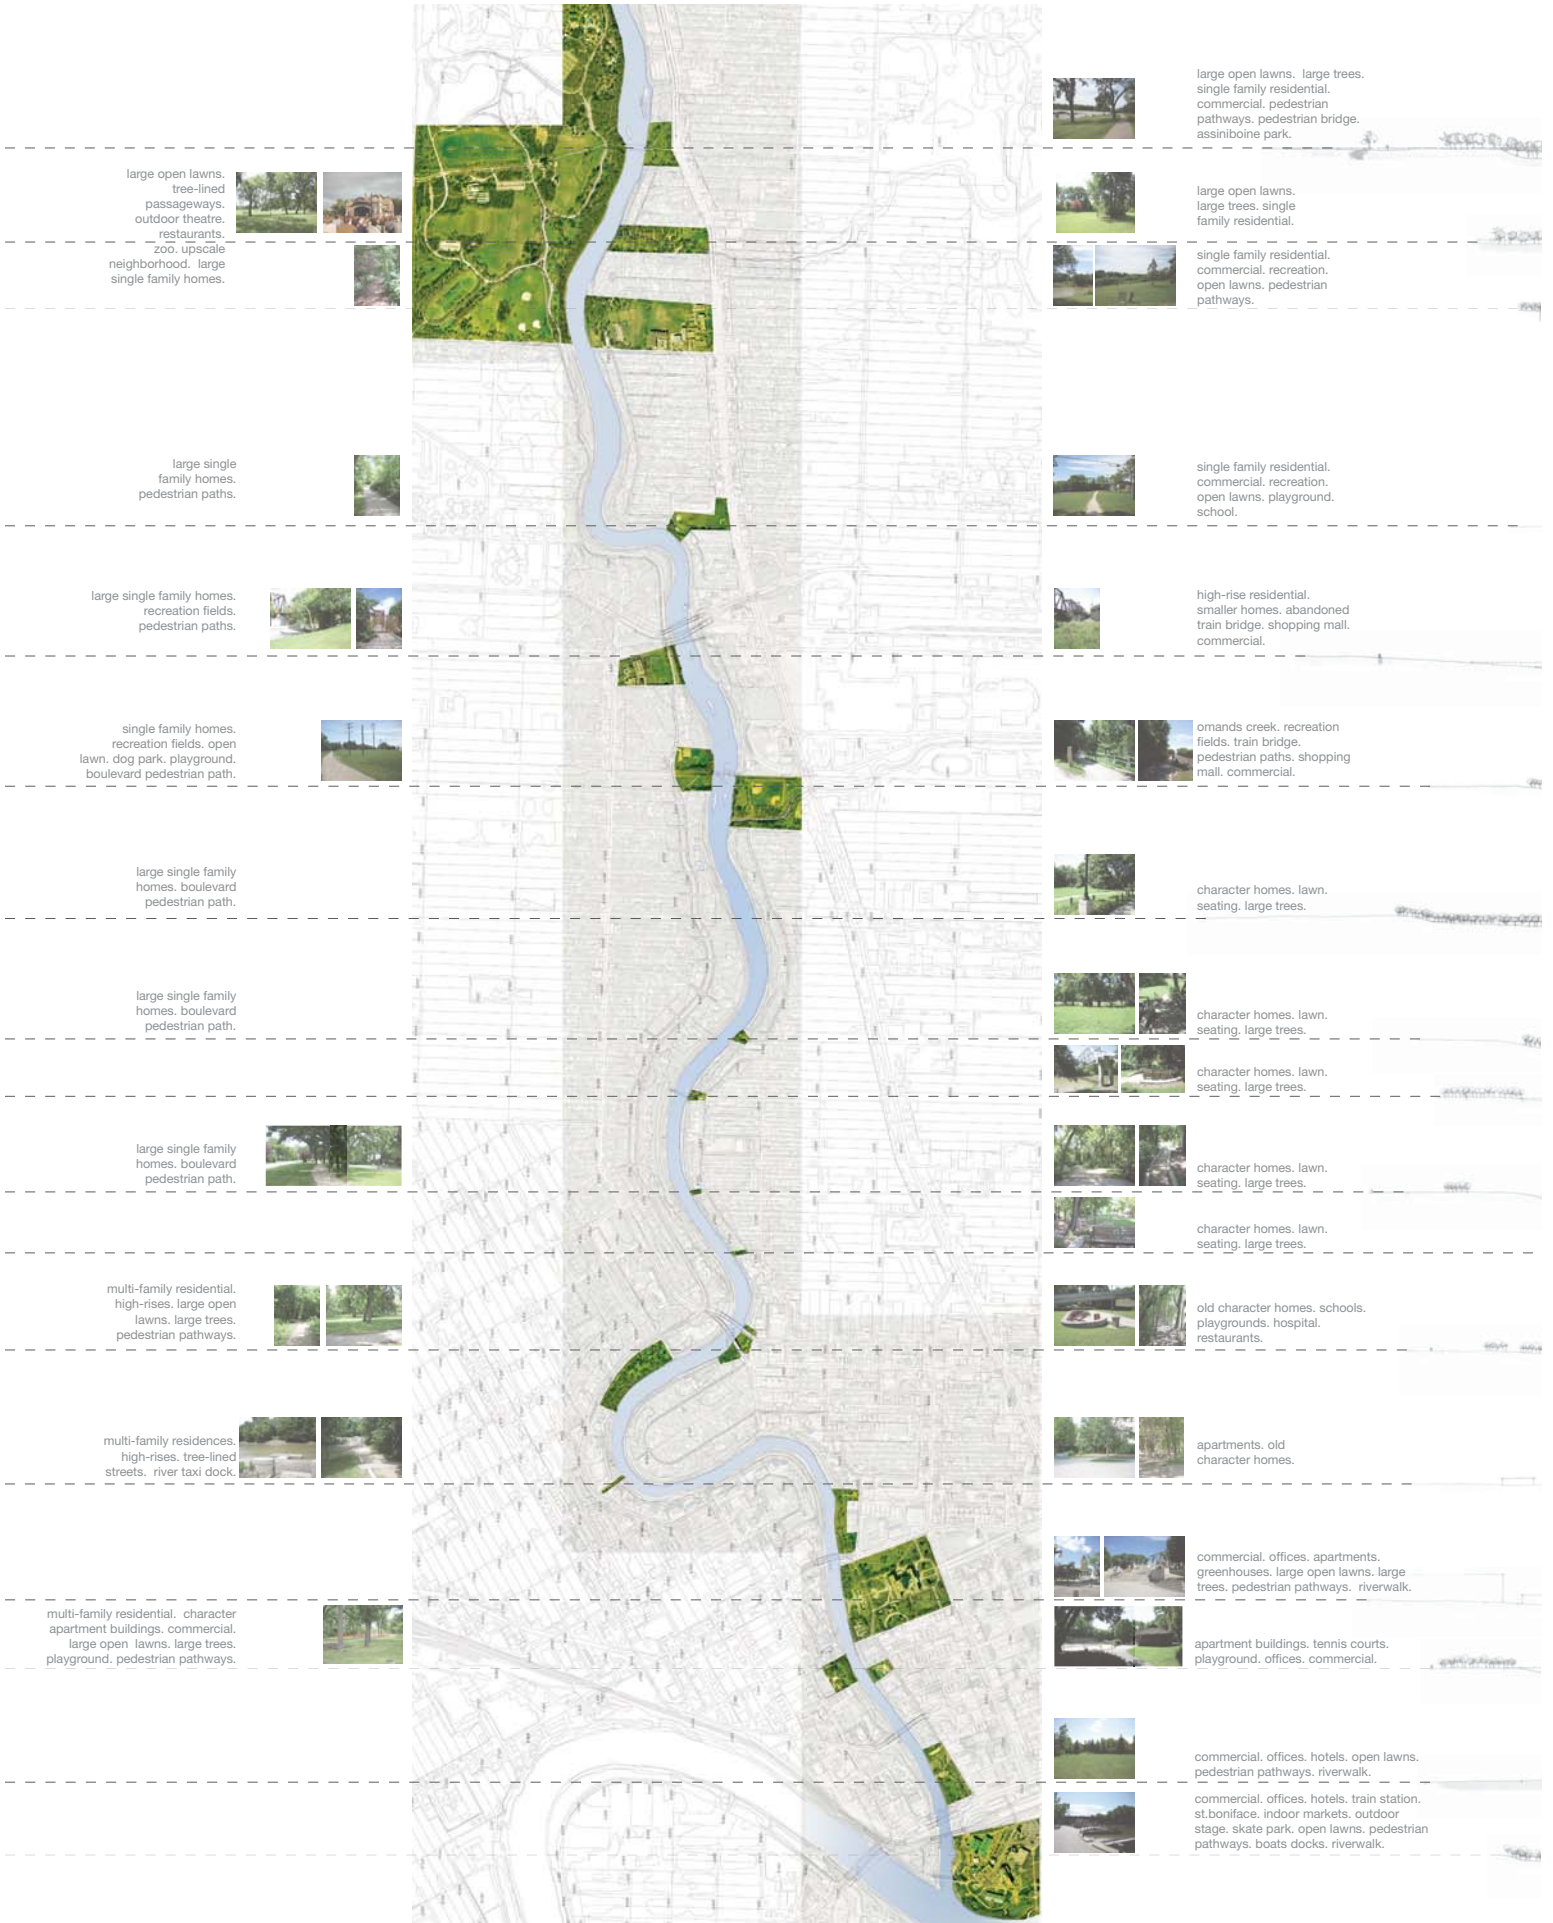 large open lawns. large trees.
single family residential.
commercial. pedestrian
pathways. pedestrian bridge.
assiniboine park.
large open lawns.
tree-lined
passageways.
outdoor theatre.
restaurants.
zoo. upscale
neighborhood. large
single family homes.
large open lawns.
large trees. single
family residential.
single family residential.
commercial. recreation.
open lawns. pedestrian
pathways.
large single
family homes.
pedestrian paths.
single family residential.
commercial. recreation.
open lawns. playground.
school.
large single family homes.
recreation fields.
pedestrian paths.
high-rise residential.
smaller homes. abandoned
train bridge. shopping mall.
commercial.
single family homes.
recreation fields. open
lawn. dog park. playground.
boulevard pedestrian path.
omands creek. recreation
fields. train bridge.
pedestrian paths. shopping
mall. commercial.
large single family
homes. boulevard
pedestrian path.
character homes. lawn.
seating. large trees.
large single family
homes. boulevard
pedestrian path.
character homes. lawn.
seating. large trees.
character homes. lawn.
seating. large trees.
large single family
homes. boulevard
pedestrian path.
character homes. lawn.
seating. large trees.
character homes. lawn.
seating. large trees.
multi-family residential.
high-rises. large open
lawns. large trees.
pedestrian pathways.
old character homes. schools.
playgrounds. hospital.
restaurants.
multi-family residences.
high-rises. tree-lined
streets. river taxi dock.
apartments. old
character homes.
commercial. offices. apartments.
greenhouses. large open lawns. large
trees. pedestrian pathways. riverwalk.
multi-family residential. character
apartment buildings. commercial.
large open lawns. large trees.
playground. pedestrian pathways.
apartment buildings. tennis courts.
playground. offices. commercial.
commercial. offices. hotels. open lawns.
pedestrian pathways. riverwalk.
commercial. offices. hotels. train station.
st.boniface. indoor markets. outdoor
stage. skate park. open lawns. pedestrian
pathways. boats docks. riverwalk.